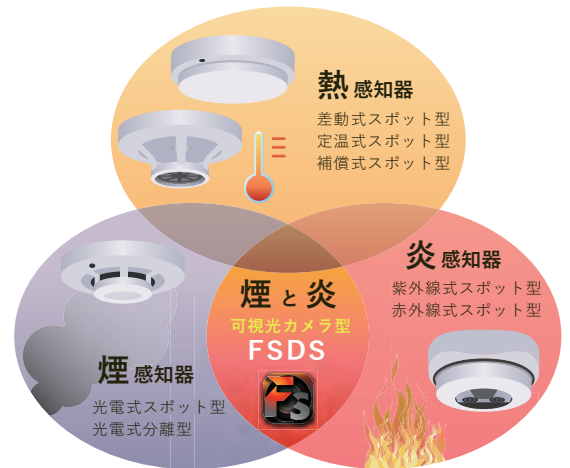 熱感知器
差動式スポット型
定温式スポット型
補償式スポット型
炎感知器
紫外線式スポット型
赤外線式スポット型
煙と炎
可視光カメラ型
FSDS
Fs
煙感知器
光電式スポット型
光電式分離型